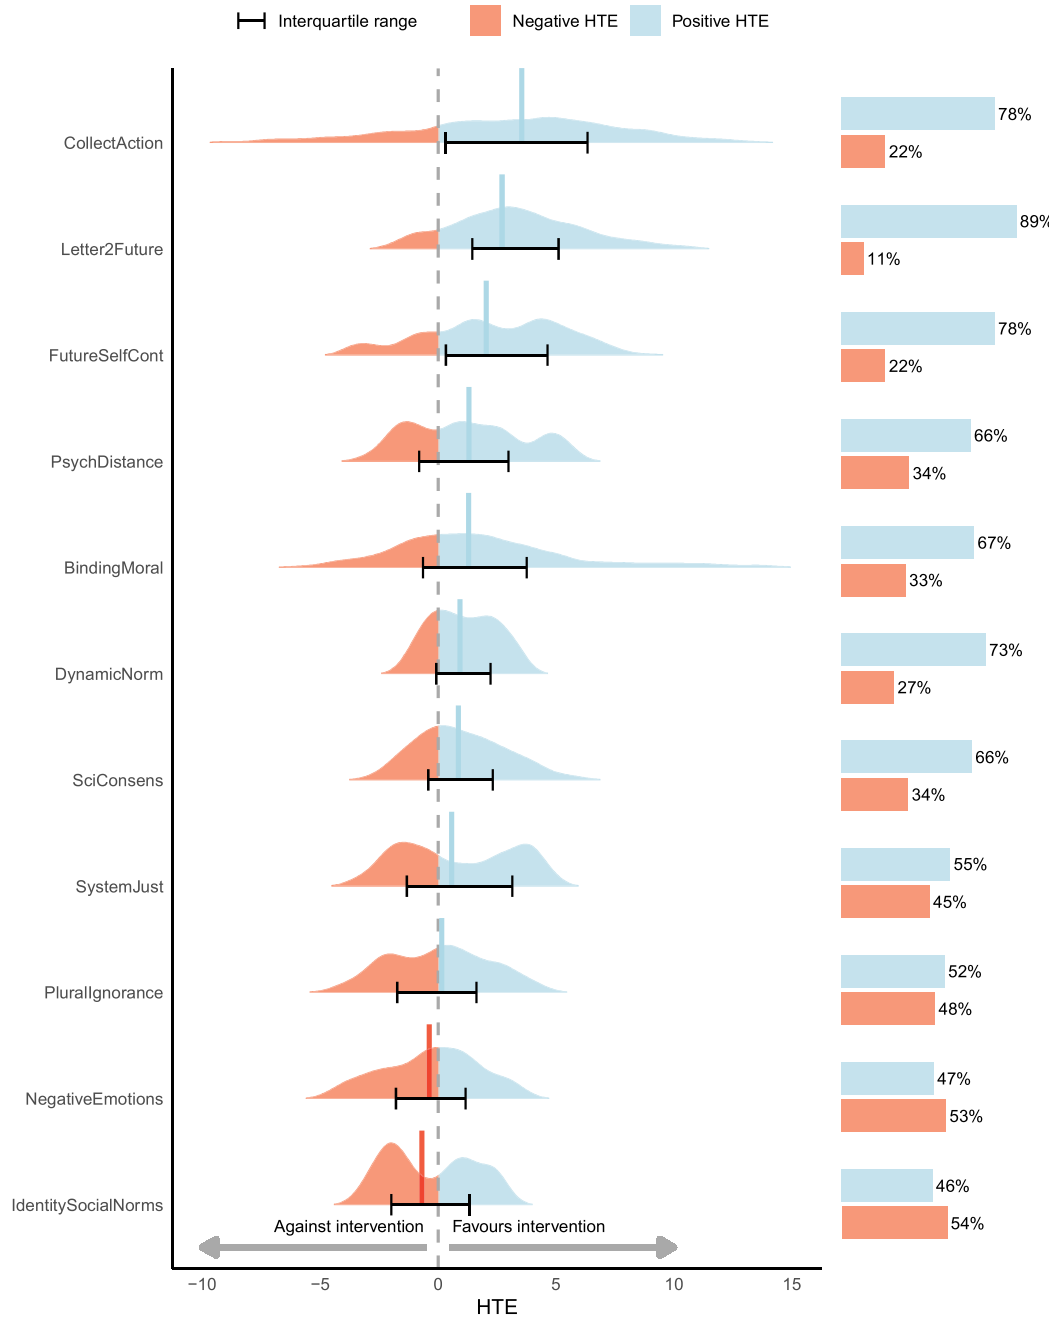 Interquartile range Negative HTE Positive HTE
CollectAction 78%
22%
Letter2Future 89%
11%
FutureSelfCont 78%
22%
PsychDistance 66%
34%
BindingMoral 67%
33%
DynamicNorm 73%
27%
SciConsens 66%
34%
SystemJust 55%
45%
PluralIgnorance 52%
48%
NegativeEmotions 47%
53%
IdentitySocialNorms 46%
54%
Against intervention Favours intervention
−10 −5 0 5 10 15
HTE